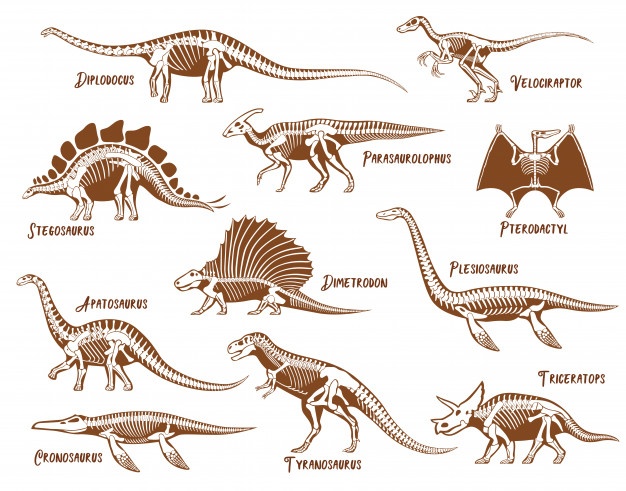 Diplodocus
Velociraptor
Parasaurolophus
Stegosaurus
Pterodactyl
Plesiosaurus
Dimetrodon
Apatosaurus
Triceratops
Cronosaurus
Tyranosaurus